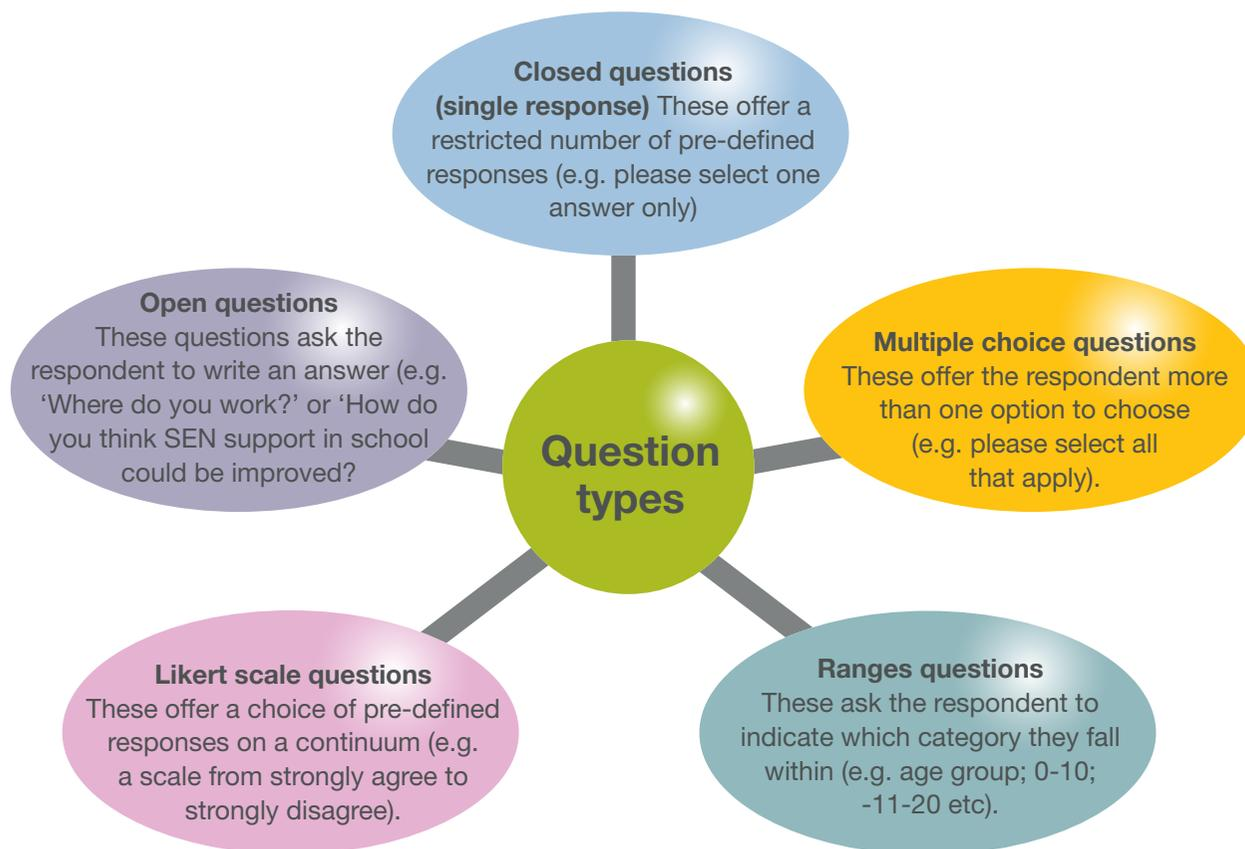 Closed questions
(single response) These offer a
restricted number of pre-defined
responses (e.g. please select one
answer only)
Open questions
These questions ask the
respondent to write an answer (e.g.
‘Where do you work?’ or ‘How do
you think SEN support in school
could be improved?
Multiple choice questions
These offer the respondent more
than one option to choose
(e.g. please select all
that apply).
Question
types
Likert scale questions
These offer a choice of pre-defined
responses on a continuum (e.g.
a scale from strongly agree to
strongly disagree).
Ranges questions
These ask the respondent to
indicate which category they fall
within (e.g. age group; 0-10;
-11-20 etc).